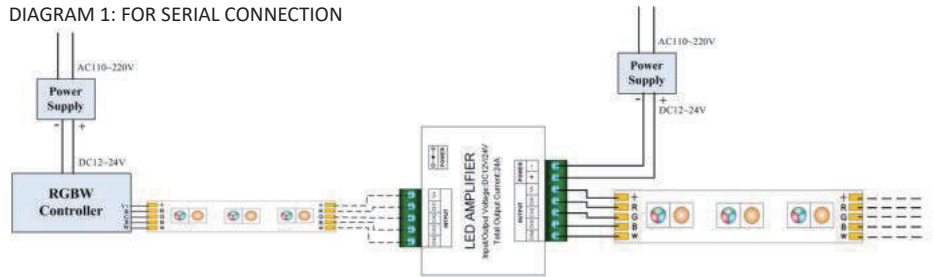 DIAGRAM 1: FOR SERIAL CONNECTION
AC110~220V
Power
Supply
- +
DC12~24V
RGBW
Controller
POWER
OUTPUT
LED AMPLIFIER
Input/Output Voltage:DC12V/24V
Total Output Current:24A
POWER
- +
OUTPUT
AC110~220V
Power
Supply
- +
DC12~24V
+
R
G
B
W
+
R
G
B
W